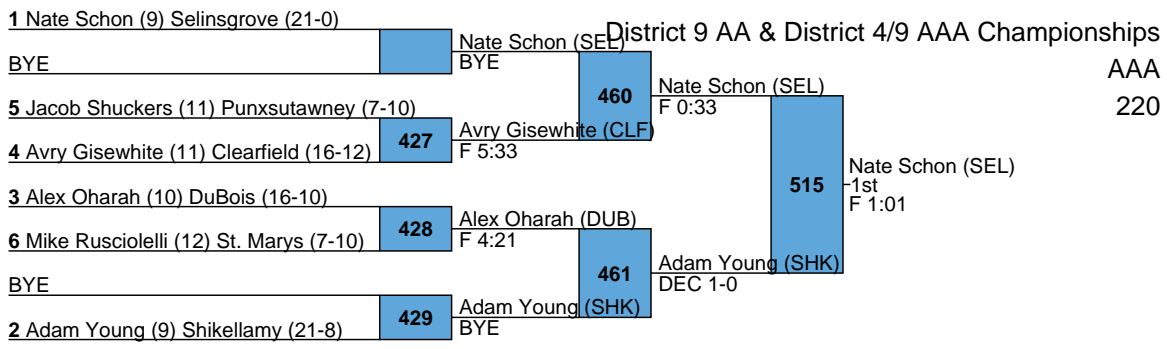 District 9 AA & District 4/9 AAA Championships
AAA
220
1 Nate Schon (9) Selinsgrove (21-0)
BYE
5 Jacob Shuckers (11) Punxsutawney (7-10)
4 Avry Gisewhite (11) Clearfield (16-12)
3 Alex Oharah (10) DuBois (16-10)
6 Mike Rusciolelli (12) St. Marys (7-10)
BYE
2 Adam Young (9) Shikellamy (21-8)
427
428
429
Nate Schon (SEL)
BYE
Avry Gisewhite (CLF)
F 5:33
Alex Oharah (DUB)
F 4:21
Adam Young (SHK)
BYE
460
461
Nate Schon (SEL)
F 0:33
Adam Young (SHK)
DEC 1-0
515
Nate Schon (SEL)
1st
F 1:01